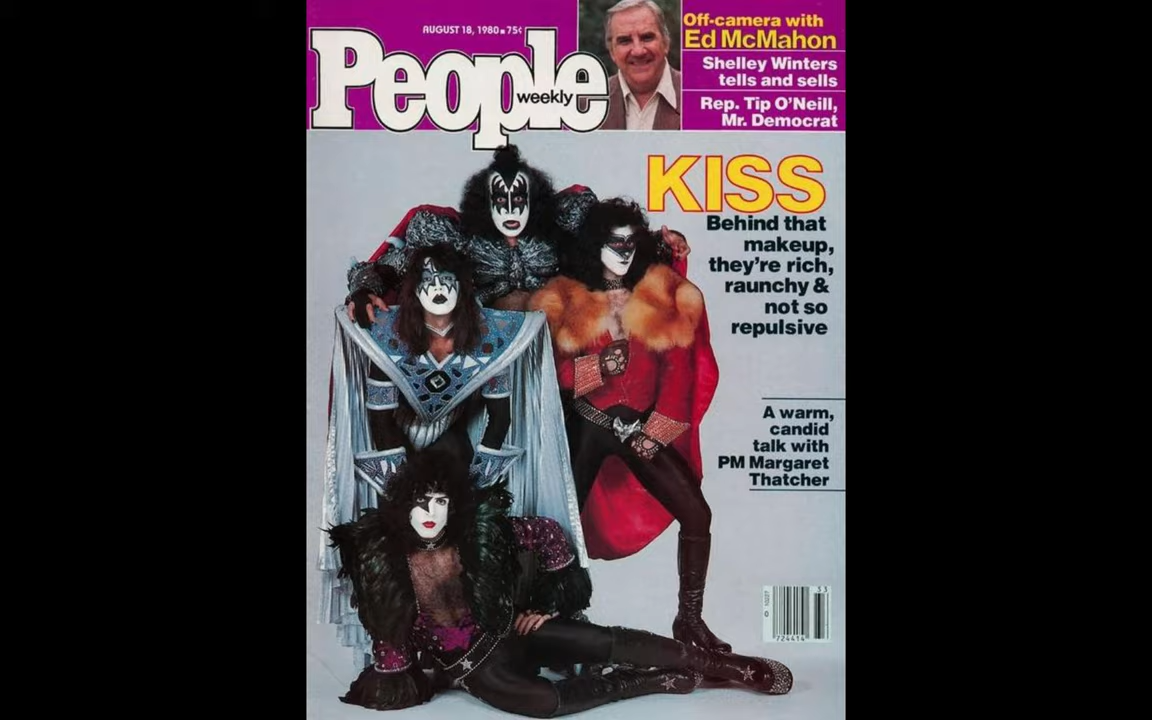 AUGUST 18, 1980 ■ 75¢
People
weekly
Off-camera with
Ed McMahon
Shelley Winters
tells and sells
Rep. Tip O'Neill,
Mr. Democrat
KISS
Behind that
makeup,
they're rich,
raunchy &
not so
repulsive
A warm,
candid
talk with
PM Margaret
Thatcher
53
724414